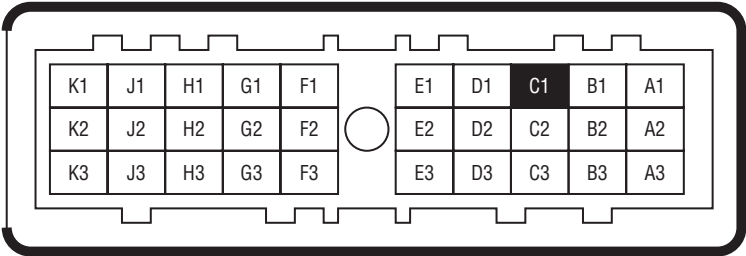 K1 J1 H1 G1 F1 E1 D1 C1 B1 A1
K2 J2 H2 G2 F2 E2 D2 C2 B2 A2
K3 J3 H3 G3 F3 E3 D3 C3 B3 A3